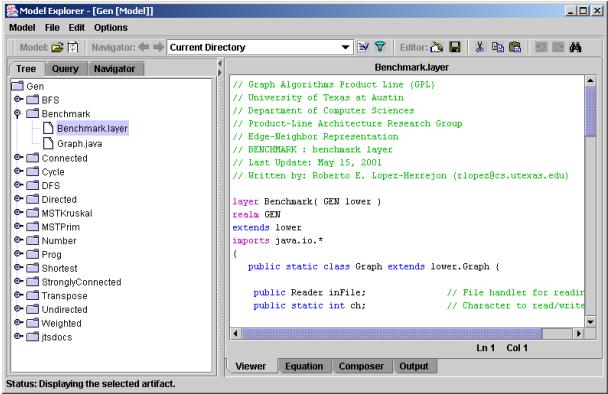 Model Explorer - [Gen [Model]]
Model File Edit Options
Model: Navigator: Current Directory Editor:
Tree Query Navigator
Gen
BFS
Benchmark
Benchmark.layer
Graph.java
Connected
Cycle
DFS
Directed
MSTKruskal
MSTPrim
Number
Prog
Shortest
StronglyConnected
Transpose
Undirected
Weighted
jtsdocs
Benchmark.layer
// Graph Algorithms Product Line (GPL)
// University of Texas at Austin
// Department of Computer Sciences
// Product-Line Architecture Research Group
// Edge-Neighbor Representation
// BENCHMARK : benchmark layer
// Last Update: May 15, 2001
// Written by: Roberto E. Lopez-Herrejon (rlopez@cs.utexas.edu)
layer Benchmark( GEN lower )
realm GEN
extends lower
imports java.io.*
{
public static class Graph extends lower.Graph {
public Reader inFile; // File handler for readin
public static int ch; // Character to read/write
Ln 1 Col 1
Viewer Equation Composer Output
Status: Displaying the selected artifact.